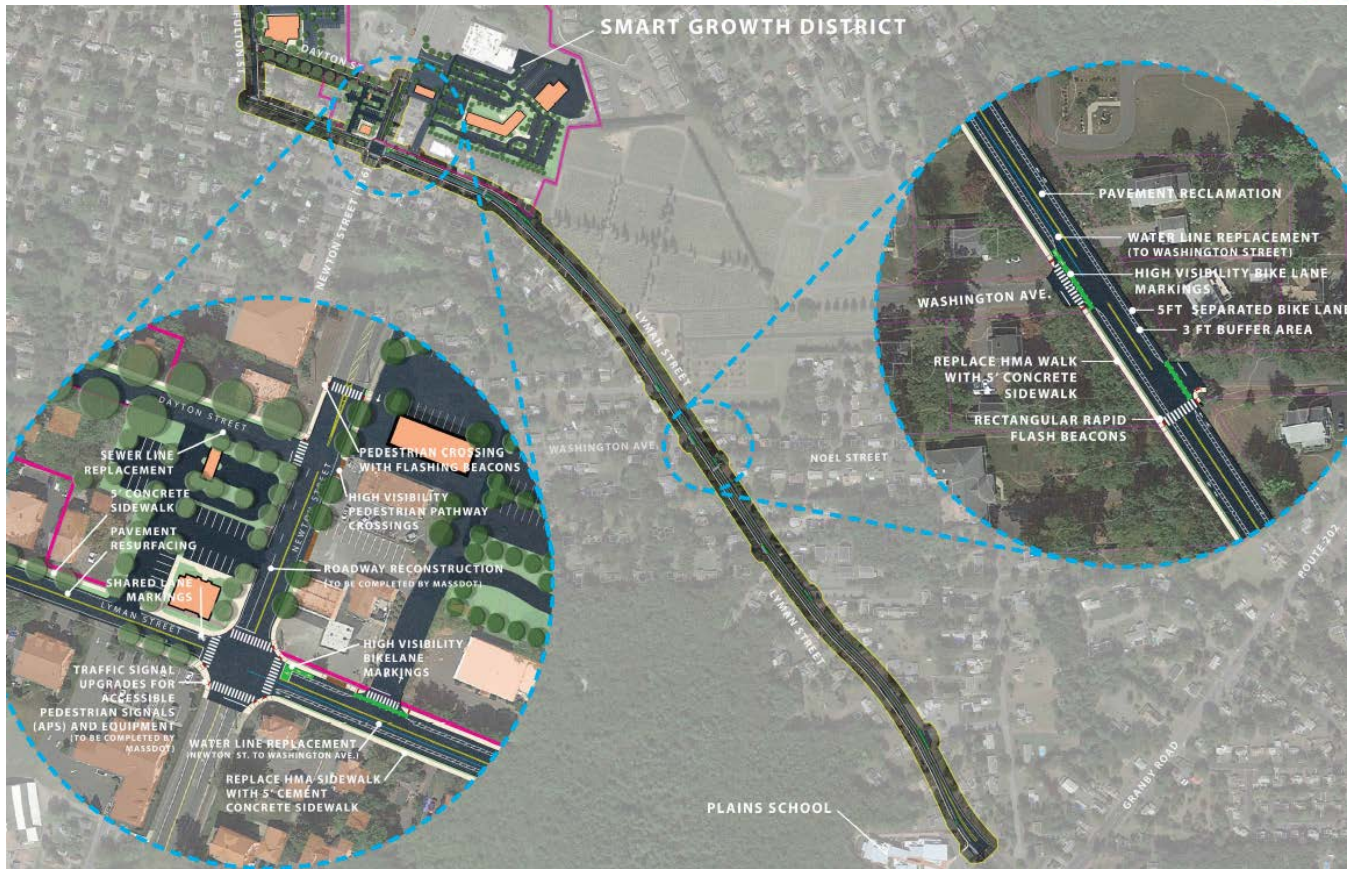 SMART GROWTH DISTRICT
FULTON ST.
DAYTON S
NEWTON STREET
LYMAN STREET
WASHINGTON AVE.
NOEL STREET
LYMAN STREET
ROUTE 202
GRANBY ROAD
PLAINS SCHOOL
PAVEMENT RECLAMATION
WATER LINE REPLACEMENT
(TO WASHINGTON STREET)
HIGH VISIBILITY BIKE LANE
MARKINGS
WASHINGTON AVE.
5FT SEPARATED BIKE LANE
3 FT BUFFER AREA
REPLACE HMA WALK
WITH 5' CONCRETE
SIDEWALK
RECTANGULAR RAPID
FLASH BEACONS
DAYTON STREET
SEWER LINE
REPLACEMENT
5' CONCRETE
SIDEWALK
PAVEMENT
RESURFACING
SHARED LANE
MARKINGS
LYMAN STREET
TRAFFIC SIGNAL
UPGRADES FOR
ACCESSIBLE
PEDESTRIAN SIGNALS
(APS) AND EQUIPMENT
(TO BE COMPLETED BY
MASSDOT)
PEDESTRIAN CROSSING
WITH FLASHING BEACONS
HIGH VISIBILITY
PEDESTRIAN PATHWAY
CROSSINGS
NEWTON STREET
ROADWAY RECONSTRUCTION
(TO BE COMPLETED BY MASSDOT)
HIGH VISIBILITY
BIKELANE
MARKINGS
WATER LINE REPLACEMENT
(NEWTON ST. TO WASHINGTON AVE.)
REPLACE HMA SIDEWALK
WITH 5' CEMENT
CONCRETE SIDEWALK